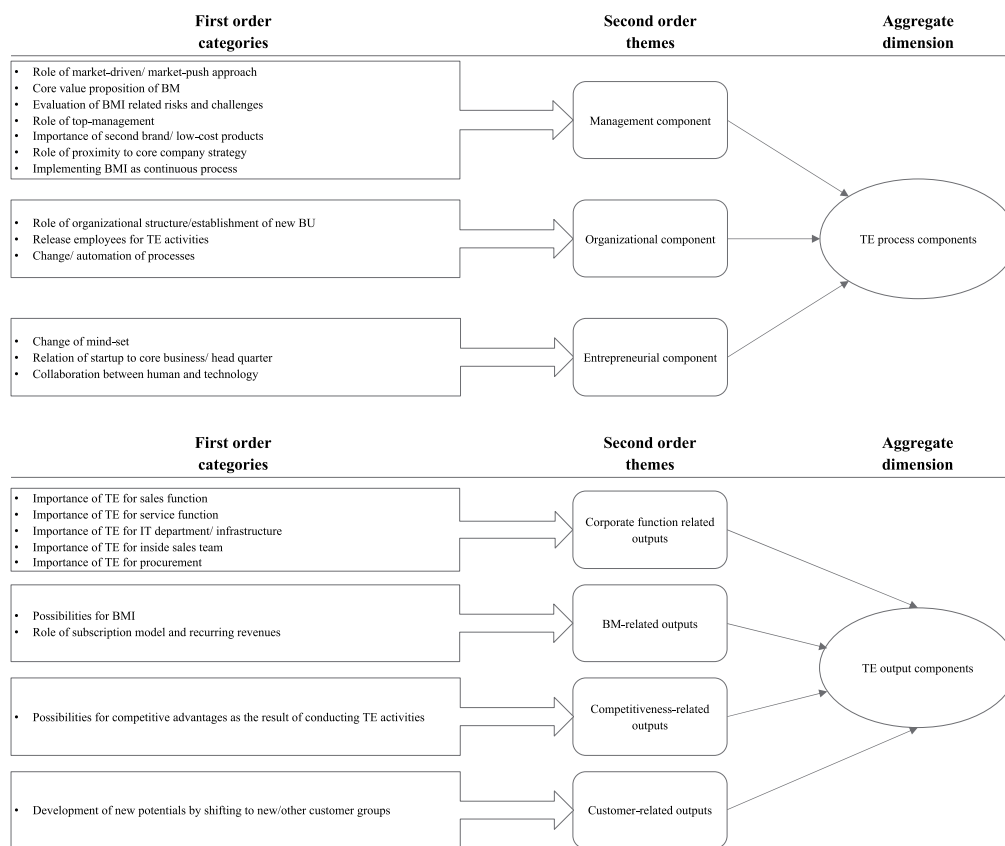 First order
categories
Second order
themes
Aggregate
dimension
• Role of market-driven/ market-push approach
• Core value proposition of BM
• Evaluation of BMI related risks and challenges
• Role of top-management
• Importance of second brand/ low-cost products
• Role of proximity to core company strategy
• Implementing BMI as continuous process
Management component
• Role of organizational structure/establishment of new BU
• Release employees for TE activities
• Change/ automation of processes
Organizational component
TE process components
• Change of mind-set
• Relation of startup to core business/ head quarter
• Collaboration between human and technology
Entrepreneurial component
First order
categories
Second order
themes
Aggregate
dimension
• Importance of TE for sales function
• Importance of TE for service function
• Importance of TE for IT department/ infrastructure
• Importance of TE for inside sales team
• Importance of TE for procurement
Corporate function related
outputs
• Possibilities for BMI
• Role of subscription model and recurring revenues
BM-related outputs
TE output components
• Possibilities for competitive advantages as the result of conducting TE activities
Competitiveness-related
outputs
• Development of new potentials by shifting to new/other customer groups
Customer-related outputs